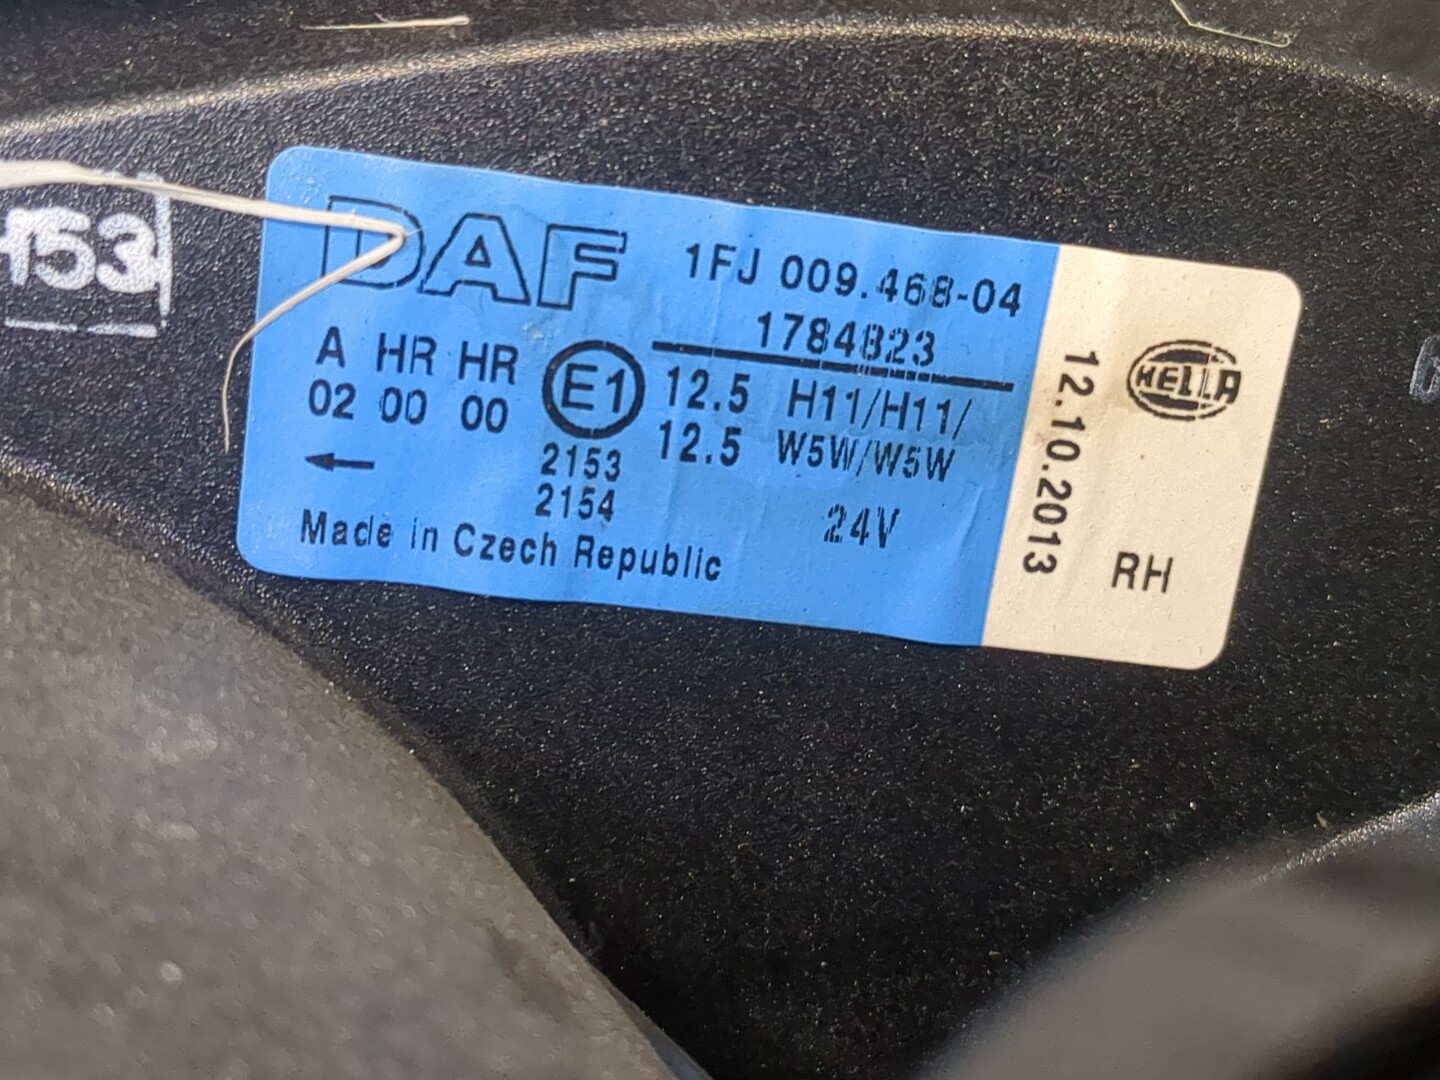 153
DAF
1FJ 009.468-04
1784823
A HR HR
02 00 00
E1
12.5 H11/H11/
12.5 W5W/W5W
2153
2154
24V
Made in Czech Republic
12.10.2013
HELLA
RH